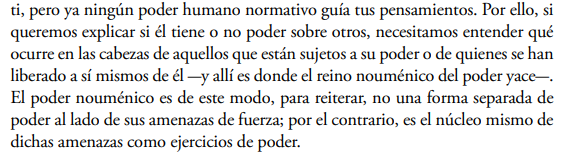 ti, pero ya ningún poder humano normativo guía tus pensamientos. Por ello, si
queremos explicar si él tiene o no poder sobre otros, necesitamos entender qué
ocurre en las cabezas de aquellos que están sujetos a su poder o de quienes se han
liberado a sí mismos de él —y allí es donde el reino nouménico del poder yace—.
El poder nouménico es de este modo, para reiterar, no una forma separada de
poder al lado de sus amenazas de fuerza; por el contrario, es el núcleo mismo de
dichas amenazas como ejercicios de poder.